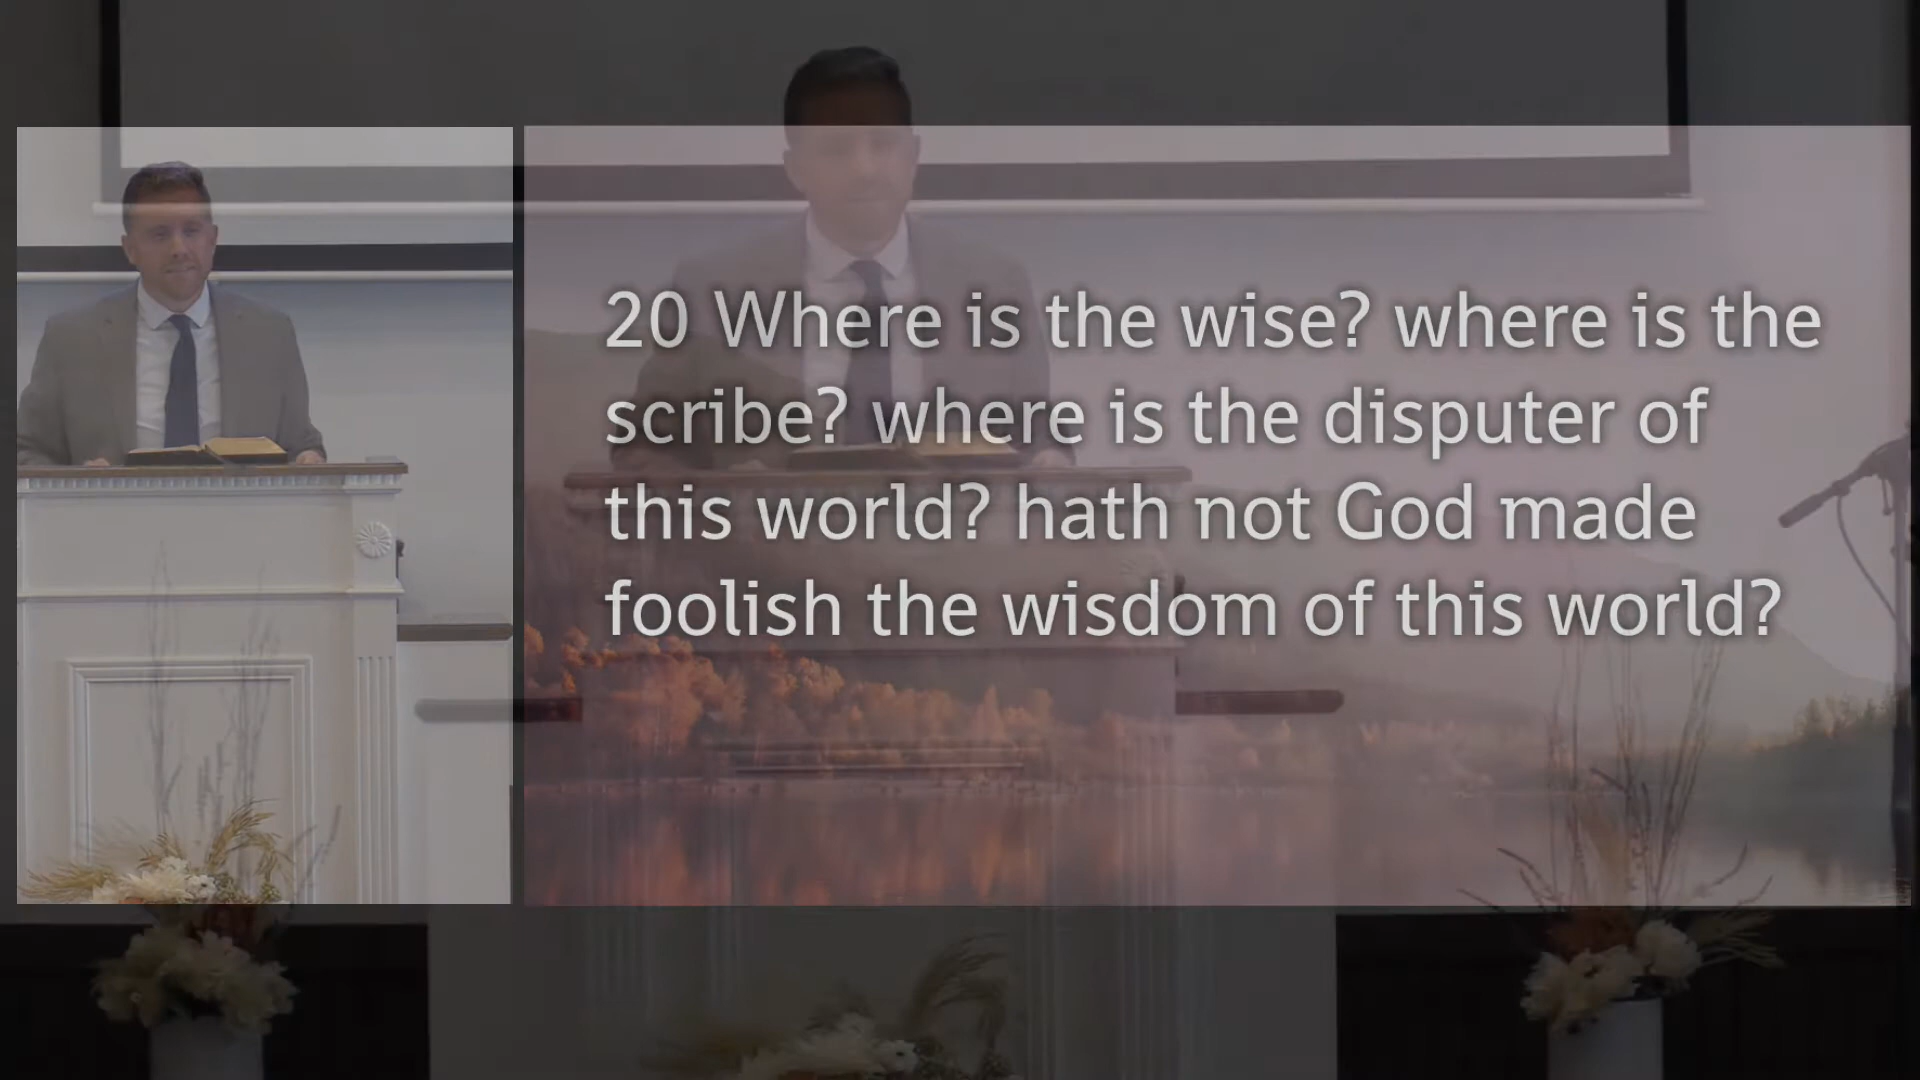 20 Where is the wise? where is the
scribe? where is the disputer of
this world? hath not God made
foolish the wisdom of this world?